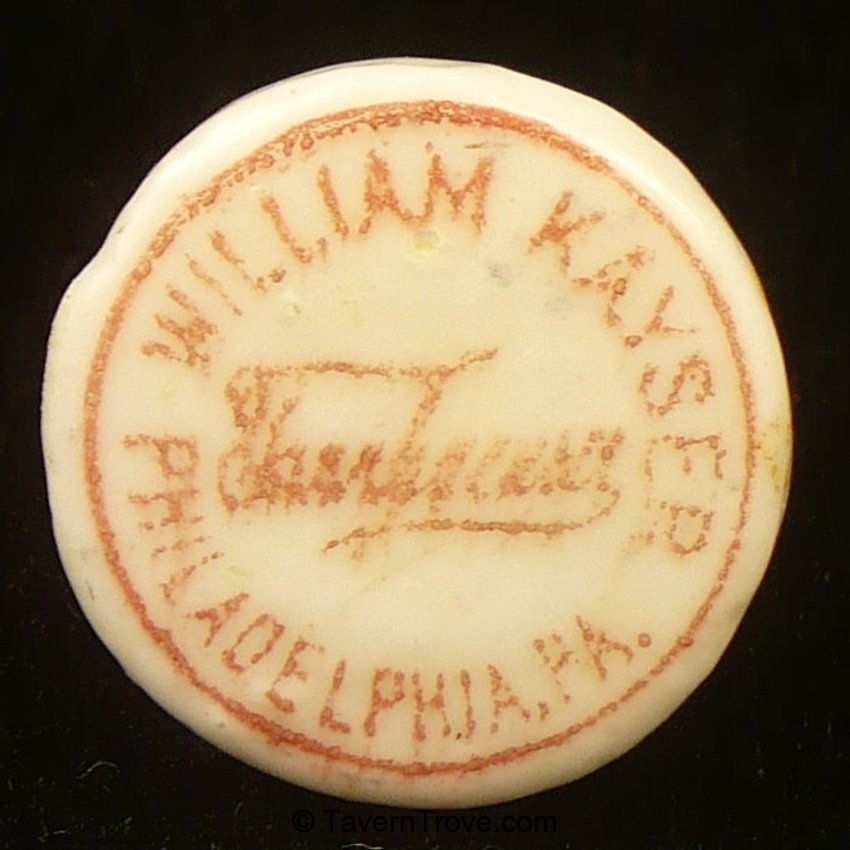 WILLIAM KAYSER
PHILADELPHIA, PA.
© TavernTrove.com